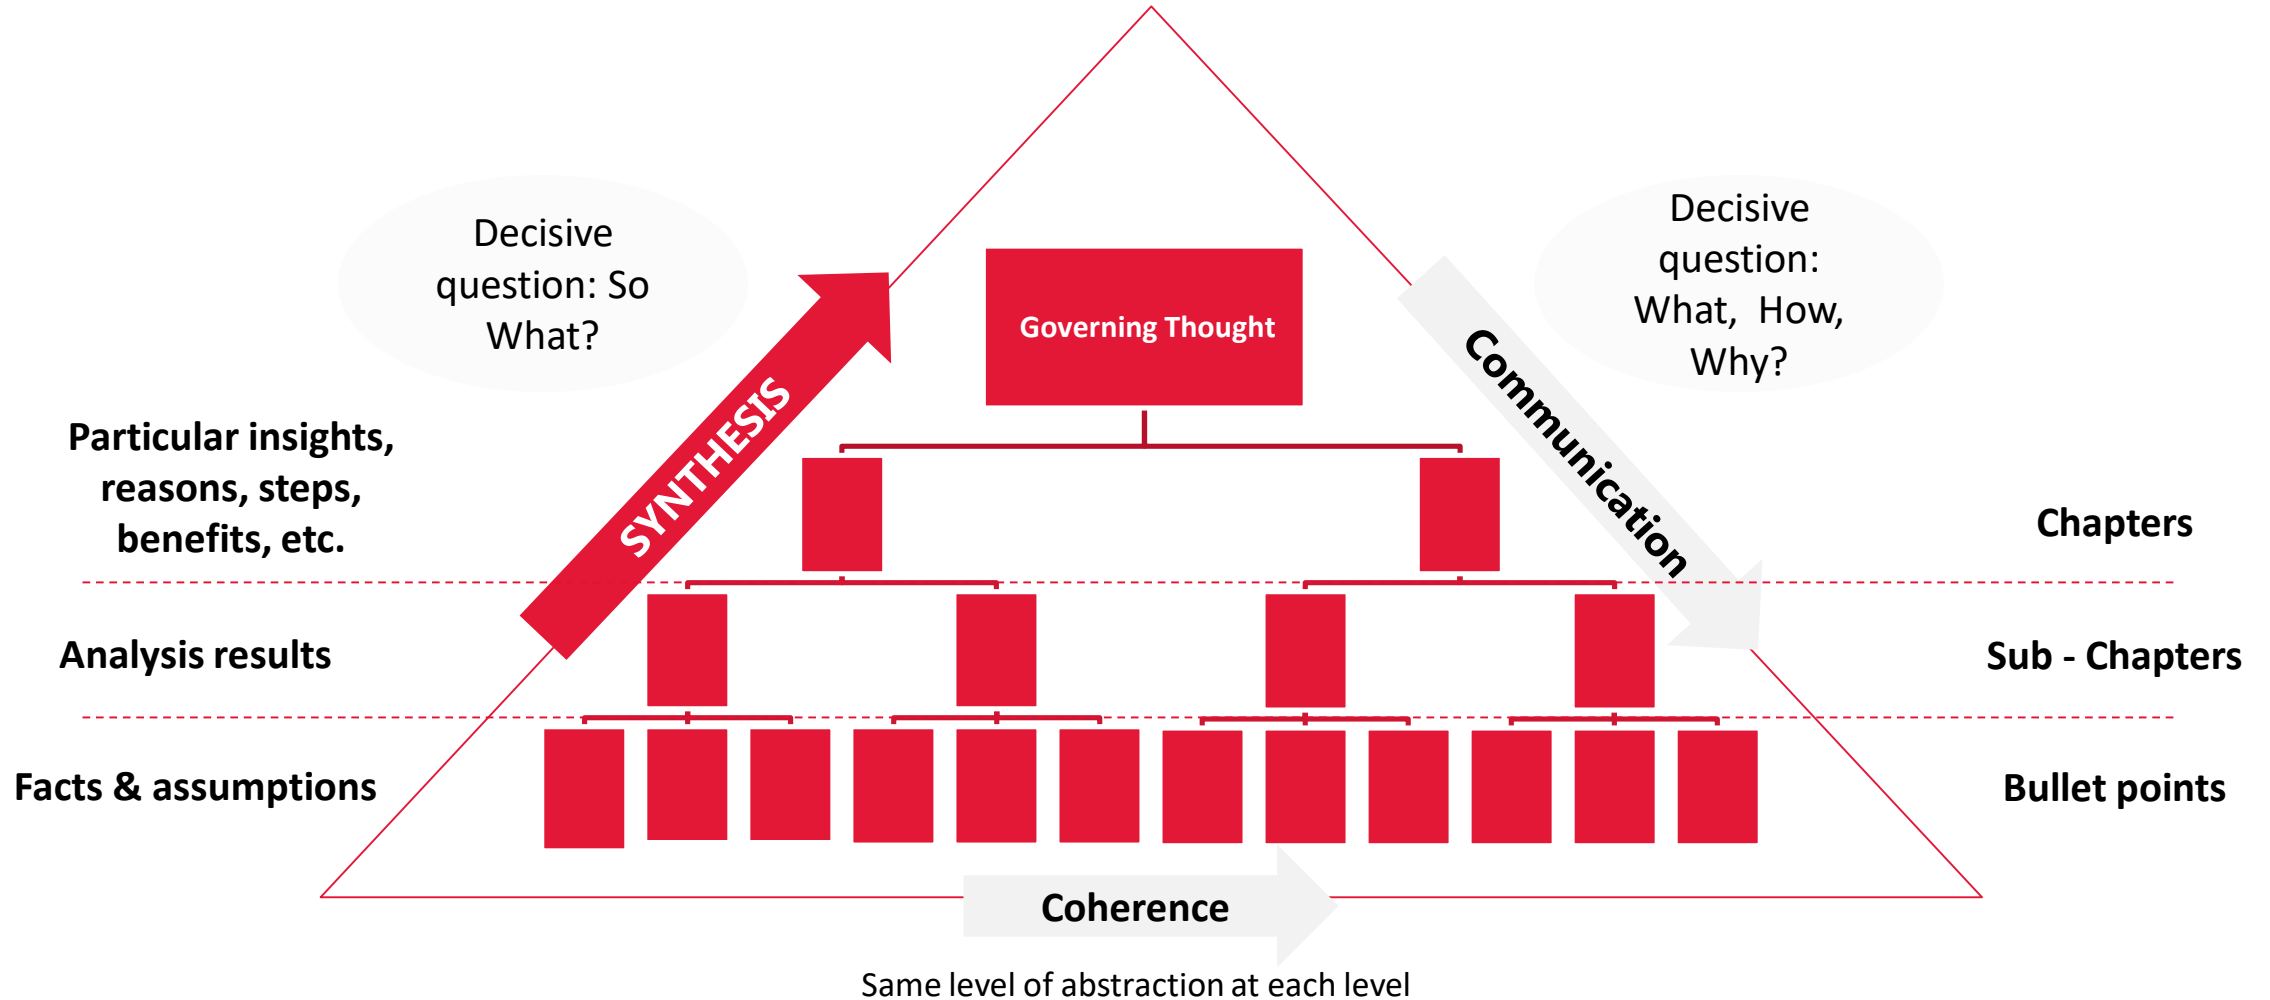 Decisive
question: So
What?
Decisive
question:
What, How,
Why?
Governing Thought
SYNTHESIS
Communication
Particular insights,
reasons, steps,
benefits, etc.
Chapters
Analysis results
Sub - Chapters
Facts & assumptions
Bullet points
Coherence
Same level of abstraction at each level